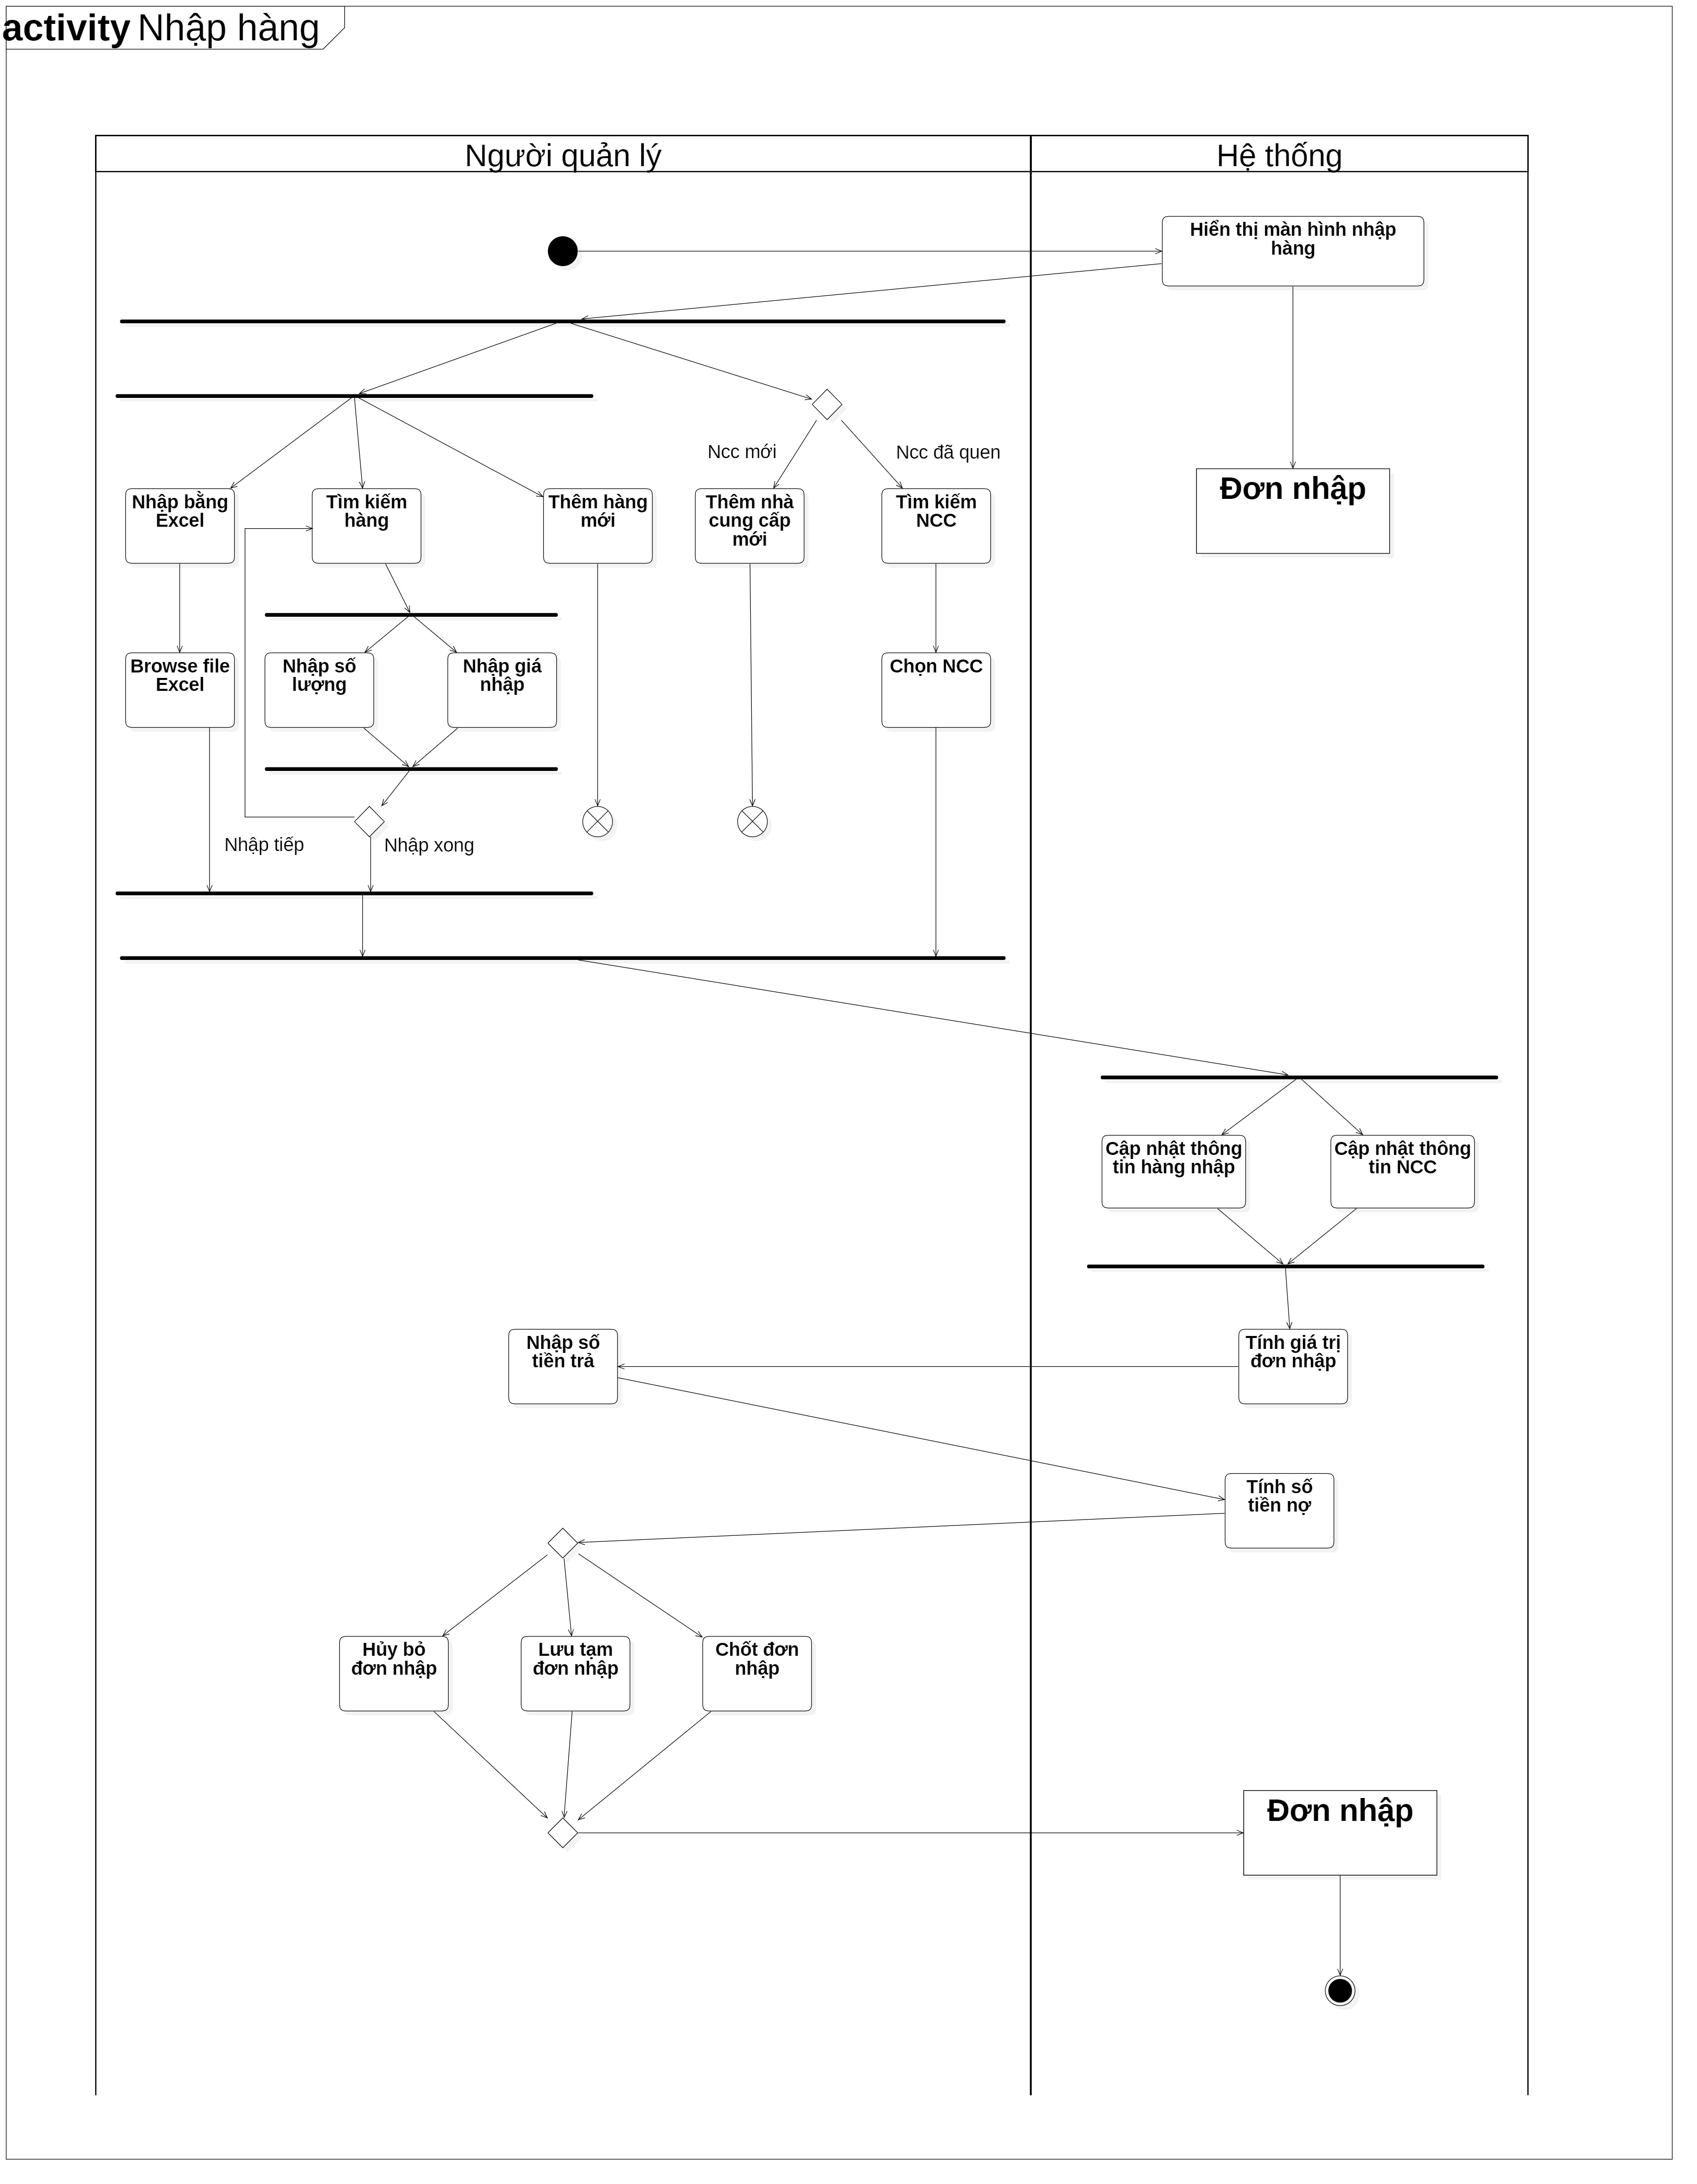 activity Nhập hàng
Người quản lý
Hệ thống
Hiển thị màn hình nhập
hàng
Ncc mới
Ncc đã quen
Nhập bằng
Excel
Tìm kiếm
hàng
Thêm hàng
mới
Thêm nhà
cung cấp
mới
Tìm kiếm
NCC
Đơn nhập
Browse file
Excel
Nhập số
lượng
Nhập giá
nhập
Chọn NCC
Nhập tiếp
Nhập xong
Cập nhật thông
tin hàng nhập
Cập nhật thông
tin NCC
Nhập số
tiền trả
Tính giá trị
đơn nhập
Tính số
tiền nợ
Hủy bỏ
đơn nhập
Lưu tạm
đơn nhập
Chốt đơn
nhập
Đơn nhập